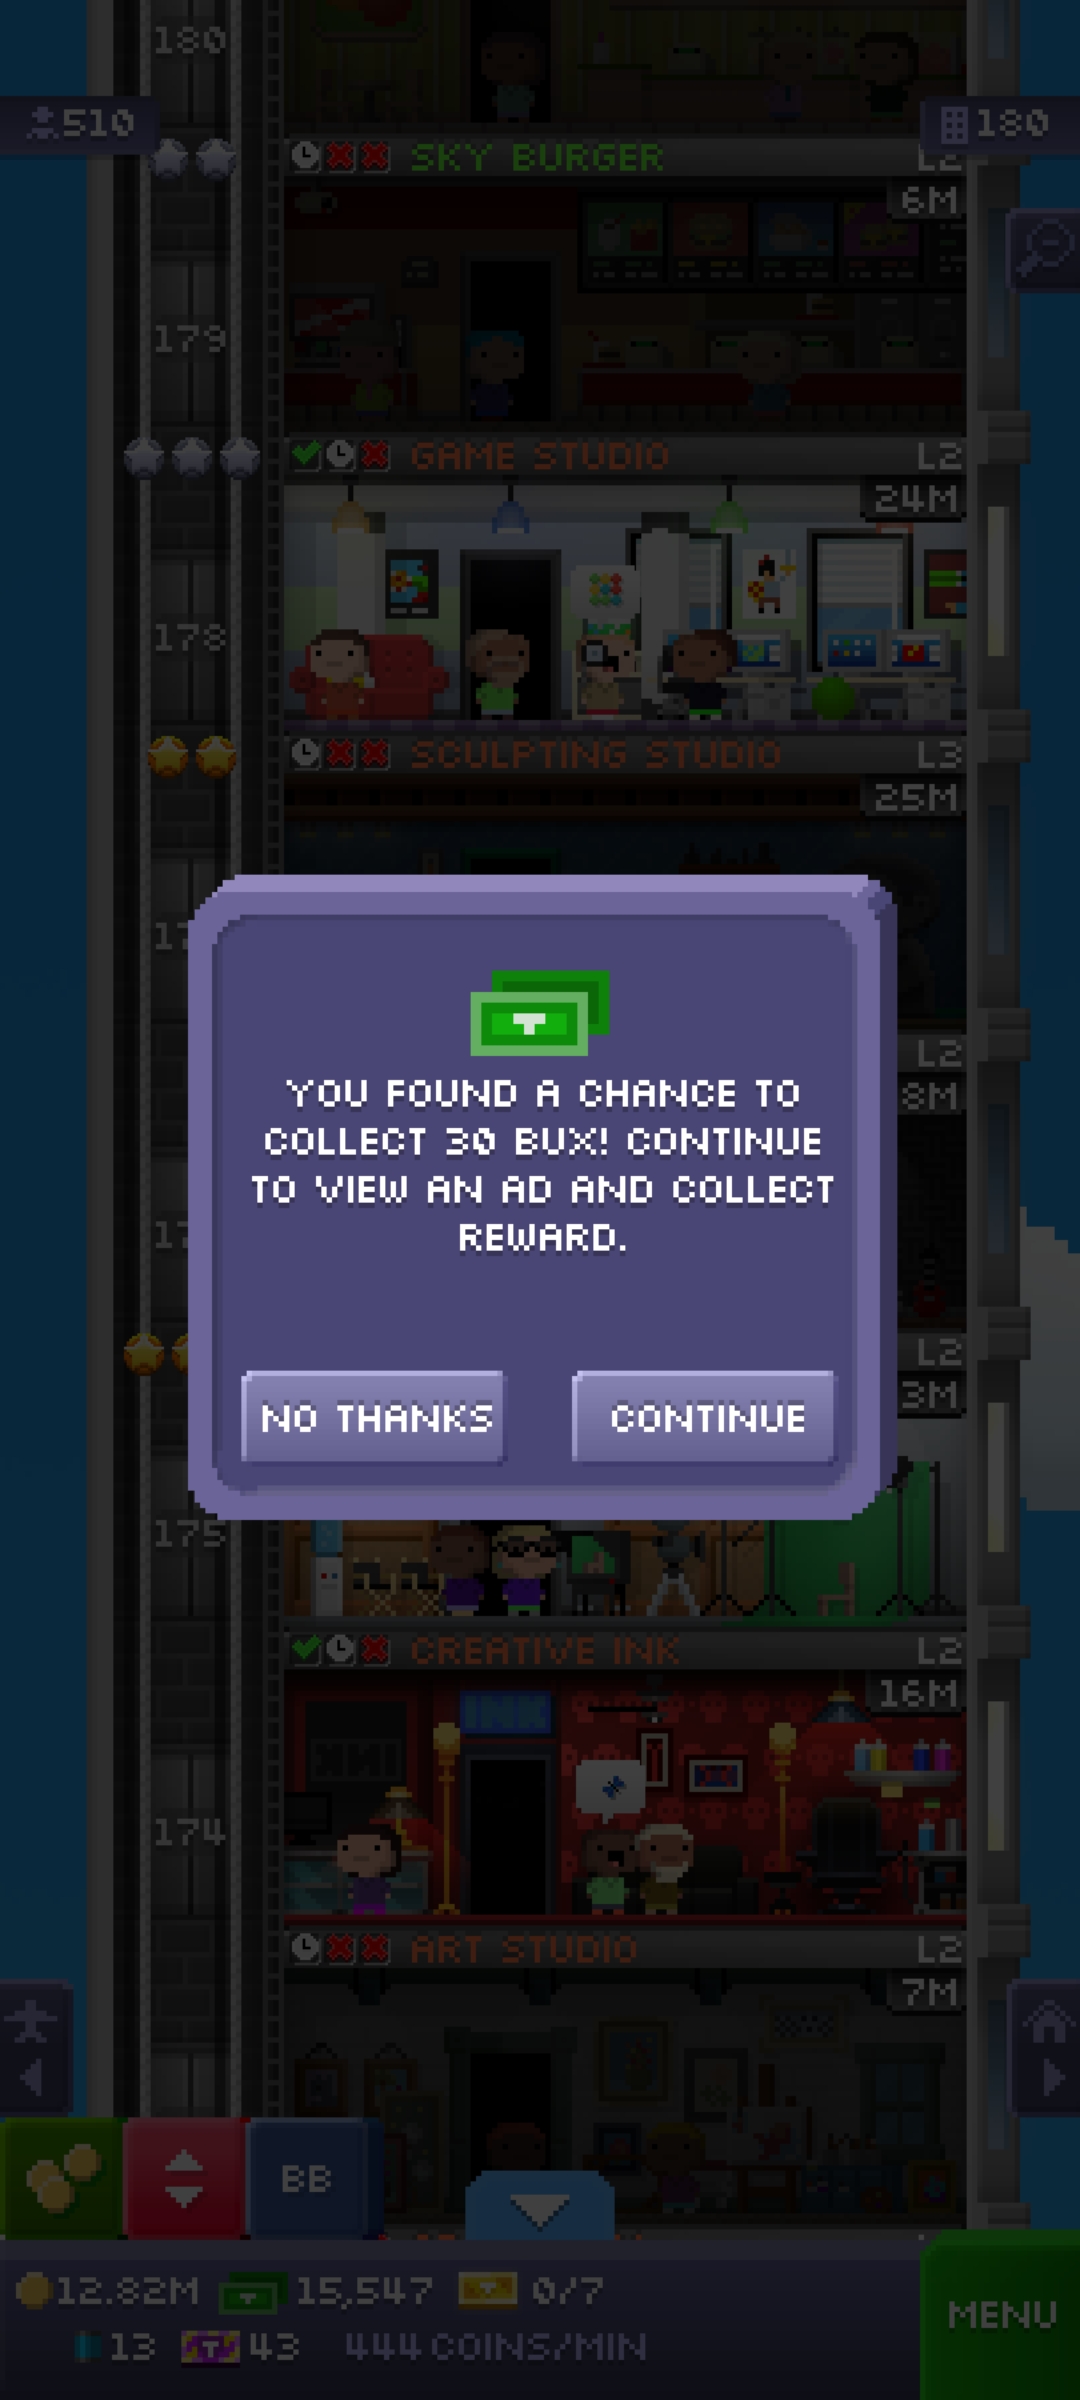 180
510
180
SKY BURGER
L2
6M
179
GAME STUDIO
L2
24M
178
SCULPTING STUDIO
L3
25M
L2
8M
YOU FOUND A CHANCE TO
COLLECT 30 BUX! CONTINUE
TO VIEW AN AD AND COLLECT
REWARD.
L2
3M
NO THANKS
CONTINUE
175
CREATIVE INK
L2
16M
INK
174
ART STUDIO
L2
7M
BB
12.82M
15,547
0/7
MENU
13
43
444 COINS/MIN